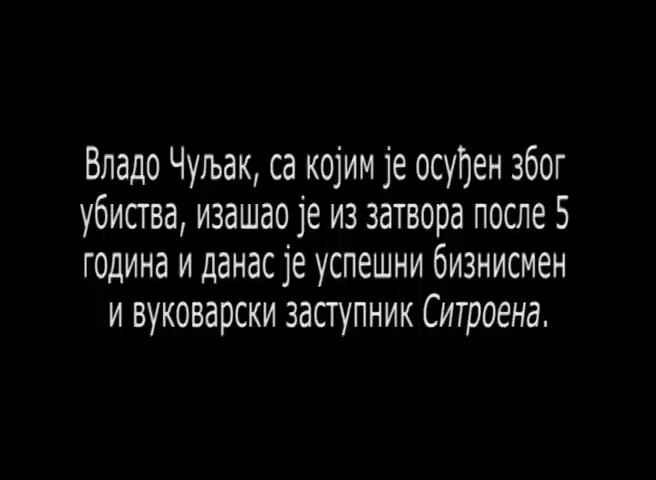 Владо Чуљак, са којим је осуђен због
убиства, изашао је из затвора после 5
година и данас је успешни бизнисмен
и вуковарски заступник Ситроена.